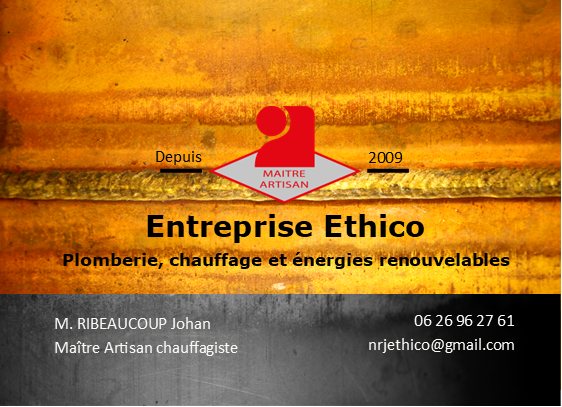 Depuis
2009
MAITRE
ARTISAN
Entreprise Ethico
Plomberie, chauffage et énergies renouvelables
M. RIBEAUCOUP Johan
Maître Artisan chauffagiste
06 26 96 27 61
nrjethico@gmail.com